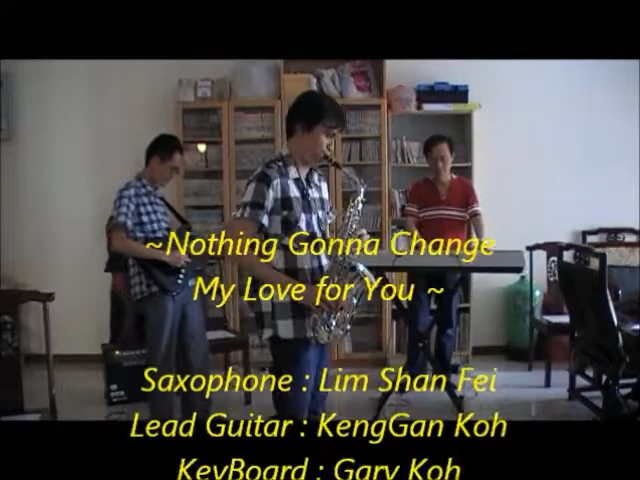 ~Nothing Gonna Change
My Love for You ~
Saxophone : Lim Shan Fei
Lead Guitar : KengGan Koh
KeyBoard : Gary Koh